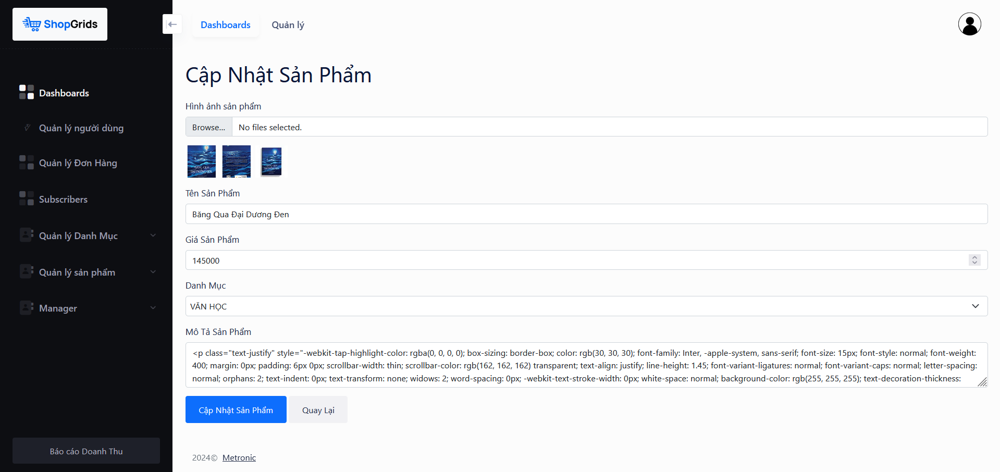 ShopGrids
Dashboards
Quản lý
Dashboards
Quản lý người dùng
Quản lý Đơn Hàng
Subscribers
Quản lý Danh Mục
Quản lý sản phẩm
Manager
Báo cáo Doanh Thu
Cập Nhật Sản Phẩm
Hình ảnh sản phẩm
Browse... No files selected.
BĂNG QUA
ĐẠI DƯƠNG ĐEN
Tên Sản Phẩm
Băng Qua Đại Dương Đen
Giá Sản Phẩm
145000
Danh Mục
VĂN HỌC
Mô Tả Sản Phẩm
<p class="text-justify" style="-webkit-tap-highlight-color: rgba(0, 0, 0, 0); box-sizing: border-box; color: rgb(30, 30, 30); font-family: Inter, -apple-system, sans-serif; font-size: 15px; font-style: normal; font-weight:
400; margin: 0px; padding: 6px 0px; scrollbar-width: thin; scrollbar-color: rgb(162, 162, 162) transparent; text-align: justify; line-height: 1.45; font-variant-ligatures: normal; font-variant-caps: normal; letter-spacing:
normal; orphans: 2; text-indent: 0px; text-transform: none; widows: 2; word-spacing: 0px; -webkit-text-stroke-width: 0px; white-space: normal; background-color: rgb(255, 255, 255); text-decoration-thickness:
Cập Nhật Sản Phẩm
Quay Lại
2024© Metronic